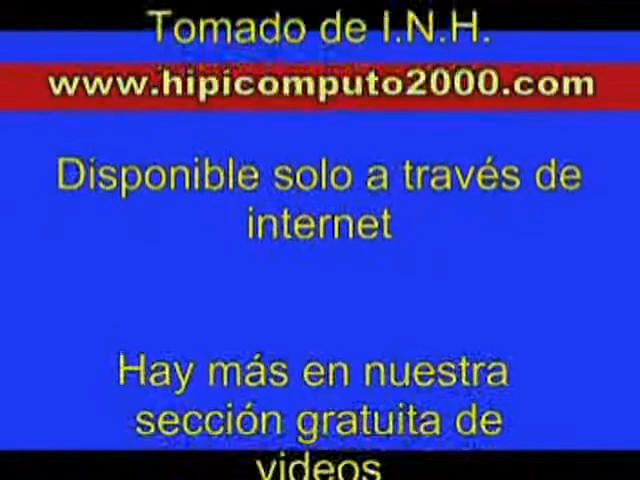 Tomado de I.N.H.
www.hipicomputo2000.com
Disponible solo a través de
internet
Hay más en nuestra
sección gratuita de
videos